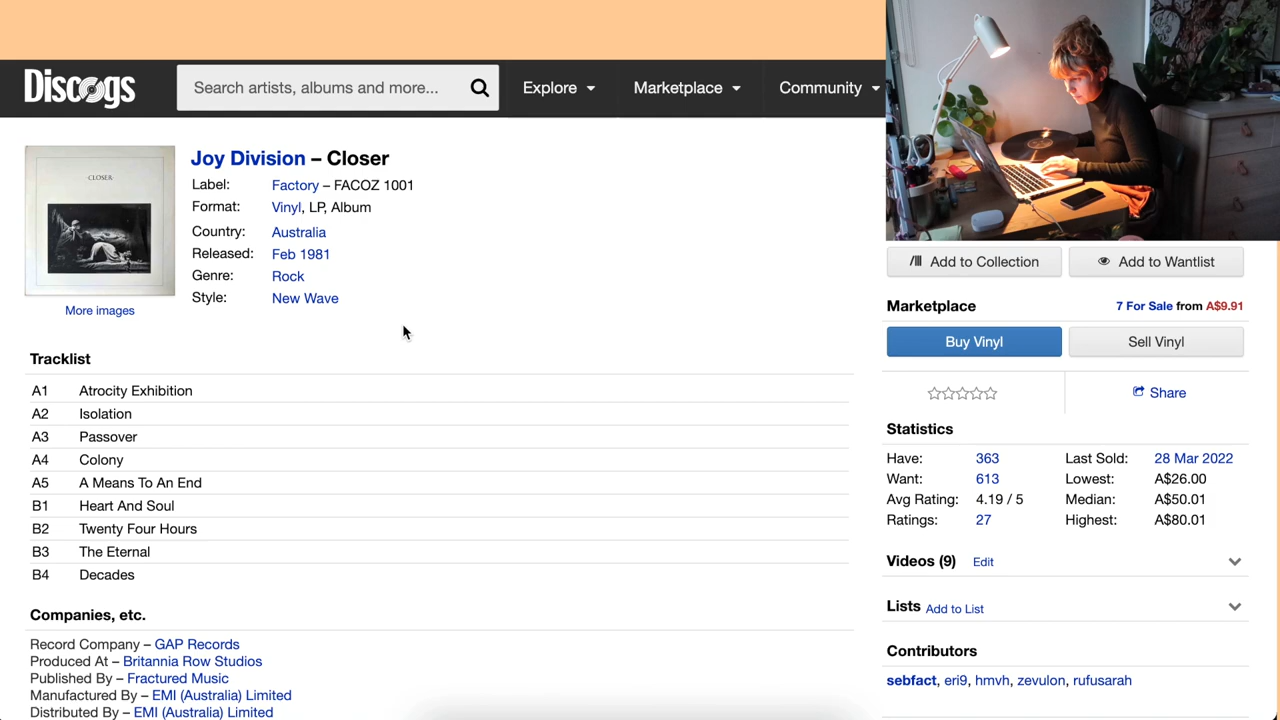 Discogs
Search artists, albums and more...
Explore
Marketplace
Community
CLOSER
More images
Joy Division – Closer
Label: Factory – FACOZ 1001
Format: Vinyl, LP, Album
Country: Australia
Released: Feb 1981
Genre: Rock
Style: New Wave
Tracklist
A1 Atrocity Exhibition
A2 Isolation
A3 Passover
A4 Colony
A5 A Means To An End
B1 Heart And Soul
B2 Twenty Four Hours
B3 The Eternal
B4 Decades
Companies, etc.
Record Company – GAP Records
Produced At – Britannia Row Studios
Published By – Fractured Music
Manufactured By – EMI (Australia) Limited
Distributed By – EMI (Australia) Limited
Add to Collection
Add to Wantlist
Marketplace 7 For Sale from A$9.91
Buy Vinyl
Sell Vinyl
Share
Statistics
Have: 363 Last Sold: 28 Mar 2022
Want: 613 Lowest: A$26.00
Avg Rating: 4.19 / 5 Median: A$50.01
Ratings: 27 Highest: A$80.01
Videos (9) Edit
Lists Add to List
Contributors
sebfact, eri9, hmvh, zevulon, rufusarah